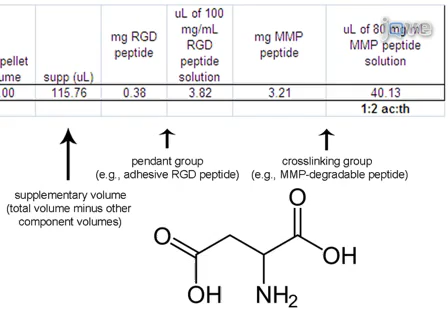 uL of 100
mg/mL
RGD
peptide
solution
mg RGD
peptide
mg MMP
peptide
uL of 80 mg/mL
MMP peptide
solution
jove
pellet
ume
supp (uL)
.00
115.76
0.38
3.82
3.21
40.13
1:2 ac:th
pendant group
(e.g., adhesive RGD peptide)
crosslinking group
(e.g., MMP-degradable peptide)
supplementary volume
(total volume minus other
component volumes)
O
O
OH
OH
NH2